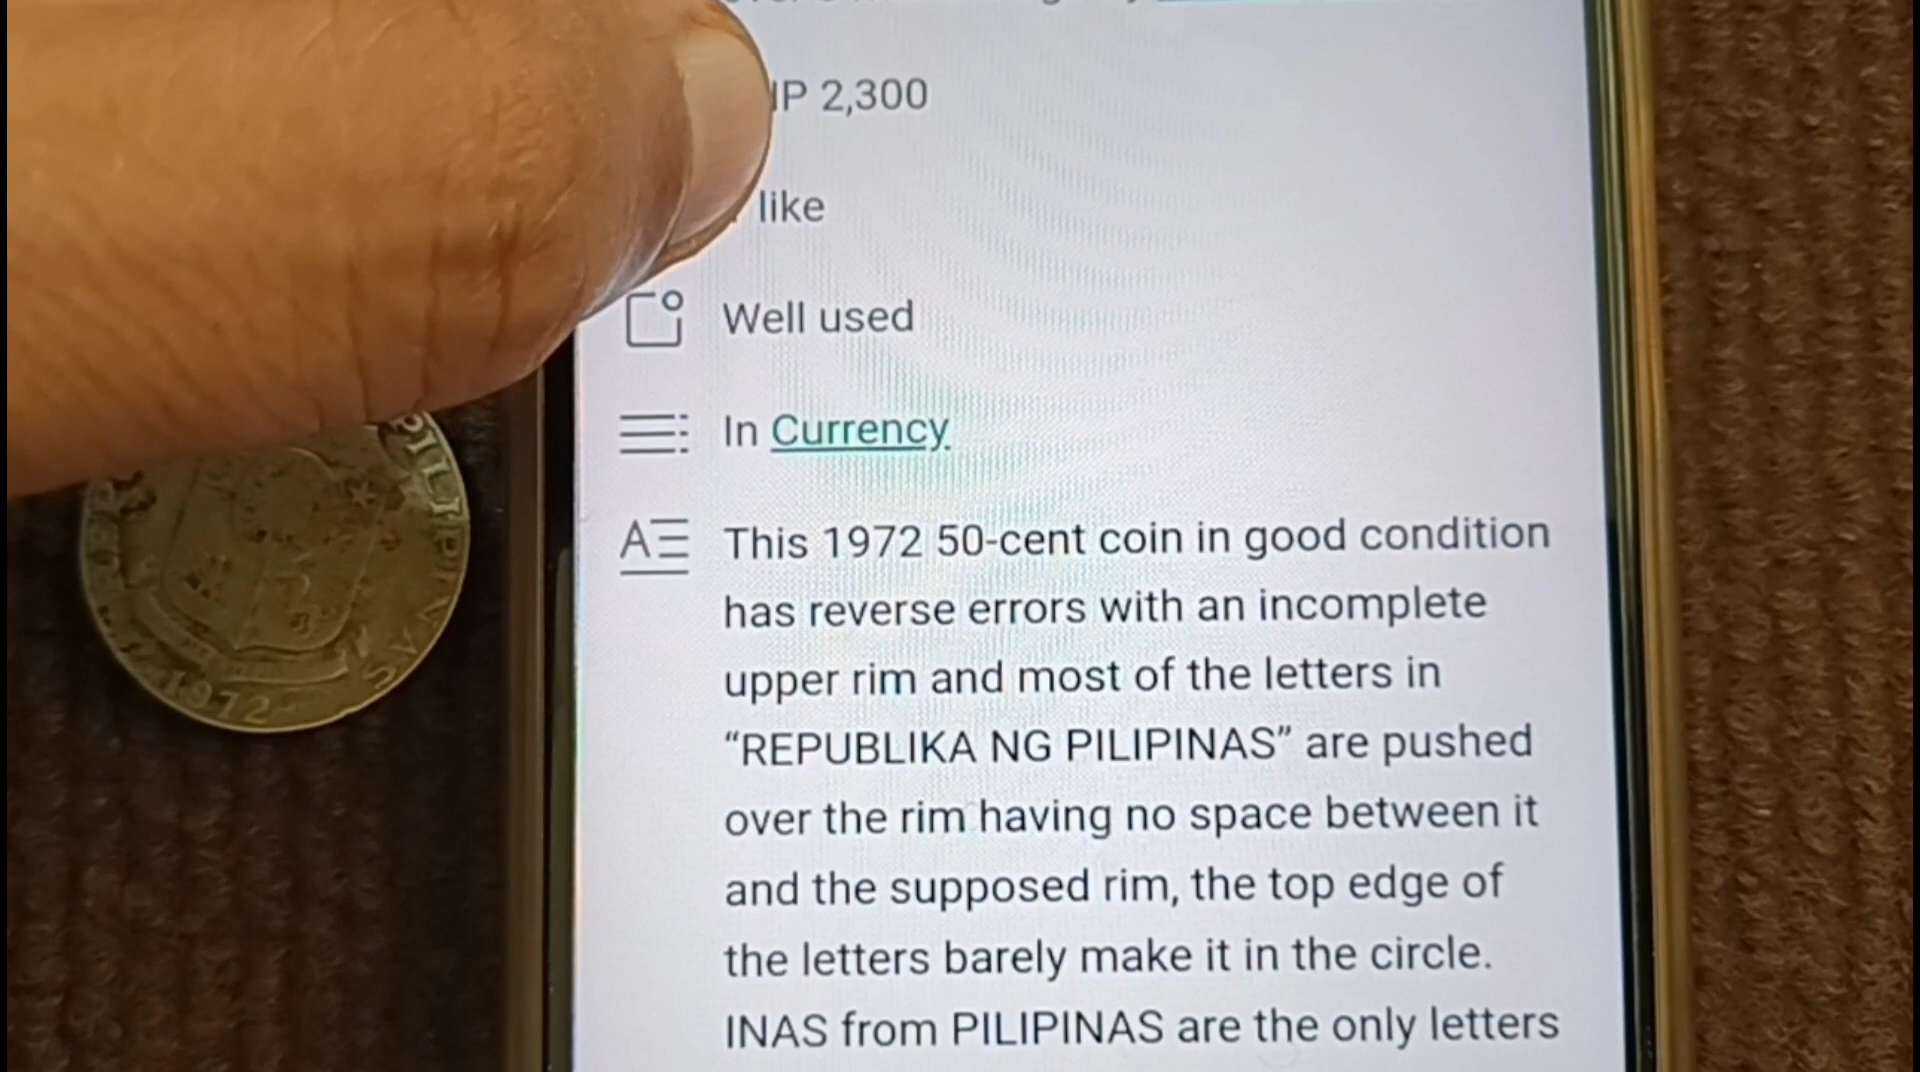 IP 2,300
like
Well used
In Currency
This 1972 50-cent coin in good condition
has reverse errors with an incomplete
upper rim and most of the letters in
“REPUBLIKA NG PILIPINAS” are pushed
over the rim having no space between it
and the supposed rim, the top edge of
the letters barely make it in the circle.
INAS from PILIPINAS are the only letters
PILIPINAS
1972